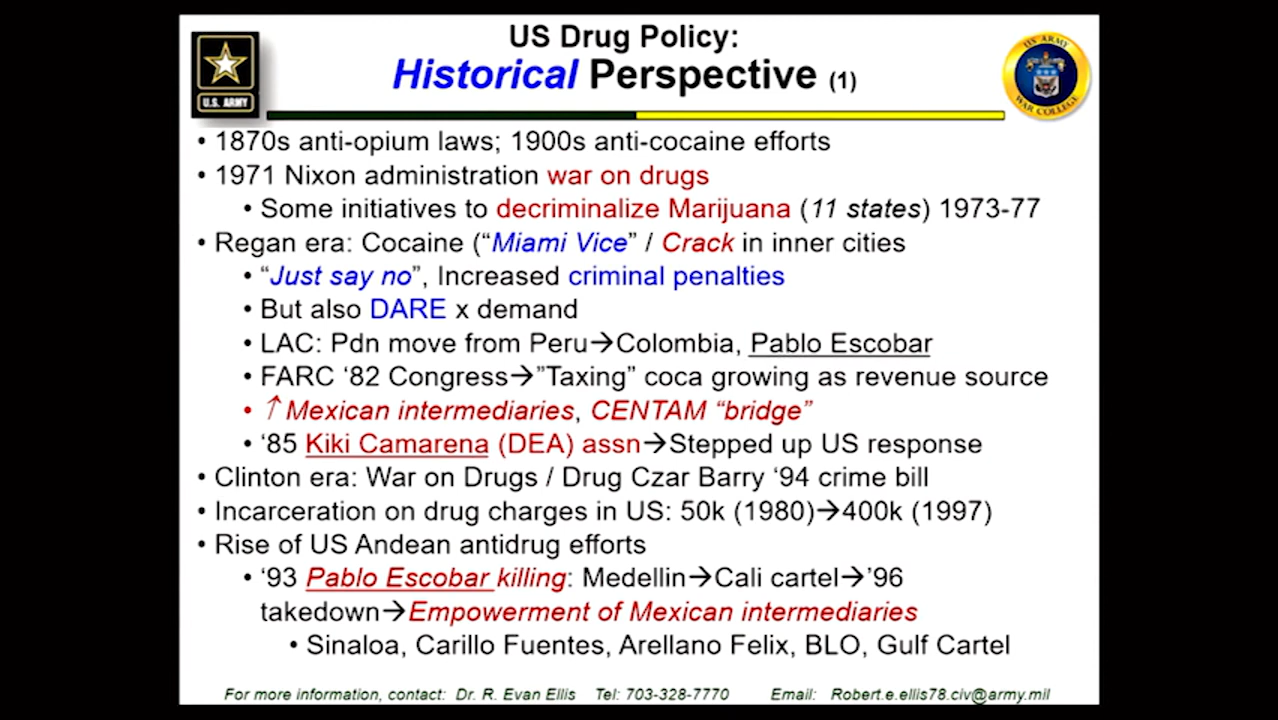 US Drug Policy:
Historical Perspective (1)
U.S. ARMY
US ARMY
WAR COLLEGE
• 1870s anti-opium laws; 1900s anti-cocaine efforts
• 1971 Nixon administration war on drugs
• Some initiatives to decriminalize Marijuana (11 states) 1973-77
• Regan era: Cocaine (“Miami Vice” / Crack in inner cities
• “Just say no”, Increased criminal penalties
• But also DARE x demand
• LAC: Pdn move from Peru→Colombia, Pablo Escobar
• FARC ‘82 Congress→”Taxing” coca growing as revenue source
• ↑ Mexican intermediaries, CENTAM “bridge”
• ‘85 Kiki Camarena (DEA) assn→Stepped up US response
• Clinton era: War on Drugs / Drug Czar Barry ‘94 crime bill
• Incarceration on drug charges in US: 50k (1980)→400k (1997)
• Rise of US Andean antidrug efforts
• ‘93 Pablo Escobar killing: Medellin→Cali cartel→’96
takedown→Empowerment of Mexican intermediaries
• Sinaloa, Carillo Fuentes, Arellano Felix, BLO, Gulf Cartel
For more information, contact: Dr. R. Evan Ellis Tel: 703-328-7770 Email: Robert.e.ellis78.civ@army.mil